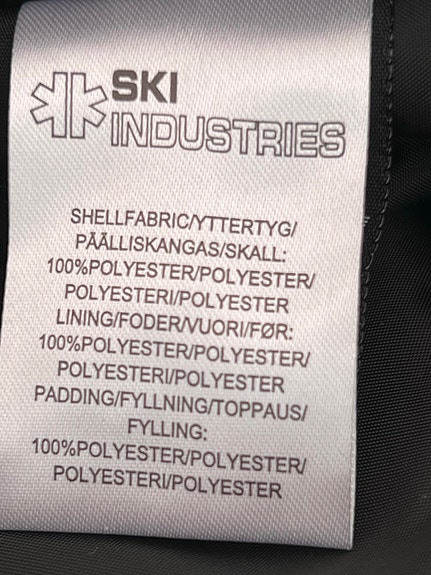 SKI
INDUSTRIES
SHELLFABRIC/YTTERTYG/
PÄÄLLISKANGAS/SKALL:
100%POLYESTER/POLYESTER/
POLYESTERI/POLYESTER
LINING/FODER/VUORI/FØR:
100%POLYESTER/POLYESTER/
POLYESTERI/POLYESTER
PADDING/FYLLNING/TOPPAUS/
FYLLING:
100%POLYESTER/POLYESTER/
POLYESTERI/POLYESTER